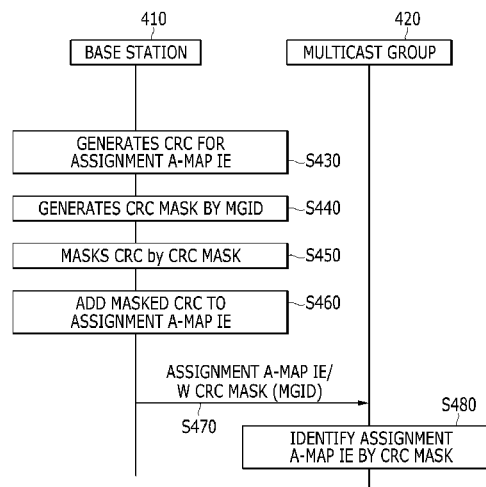 410
420
BASE STATION
MULTICAST GROUP
GENERATES CRC FOR
ASSIGNMENT A-MAP IE
S430
GENERATES CRC MASK BY MGID
S440
MASKS CRC by CRC MASK
S450
ADD MASKED CRC TO
ASSIGNMENT A-MAP IE
S460
ASSIGNMENT A-MAP IE/
W CRC MASK (MGID)
S470
S480
IDENTIFY ASSIGNMENT
A-MAP IE BY CRC MASK